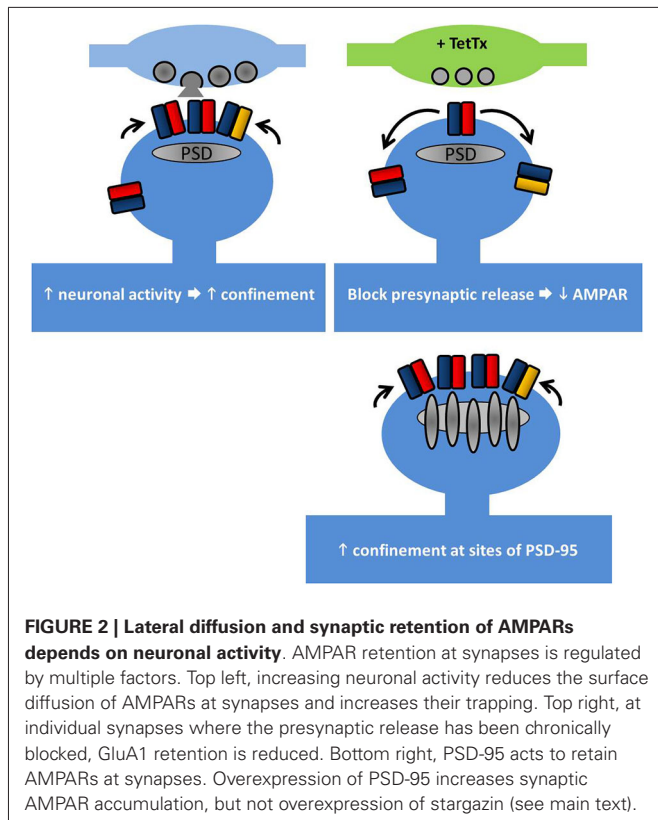 + TetTx
PSD
PSD
↑ neuronal activity ➡ ↑ confinement
Block presynaptic release ➡ ↓ AMPAR
↑ confinement at sites of PSD-95
FIGURE 2 | Lateral diffusion and synaptic retention of AMPARs
depends on neuronal activity. AMPAR retention at synapses is regulated
by multiple factors. Top left, increasing neuronal activity reduces the surface
diffusion of AMPARs at synapses and increases their trapping. Top right, at
individual synapses where the presynaptic release has been chronically
blocked, GluA1 retention is reduced. Bottom right, PSD-95 acts to retain
AMPARs at synapses. Overexpression of PSD-95 increases synaptic
AMPAR accumulation, but not overexpression of stargazin (see main text).